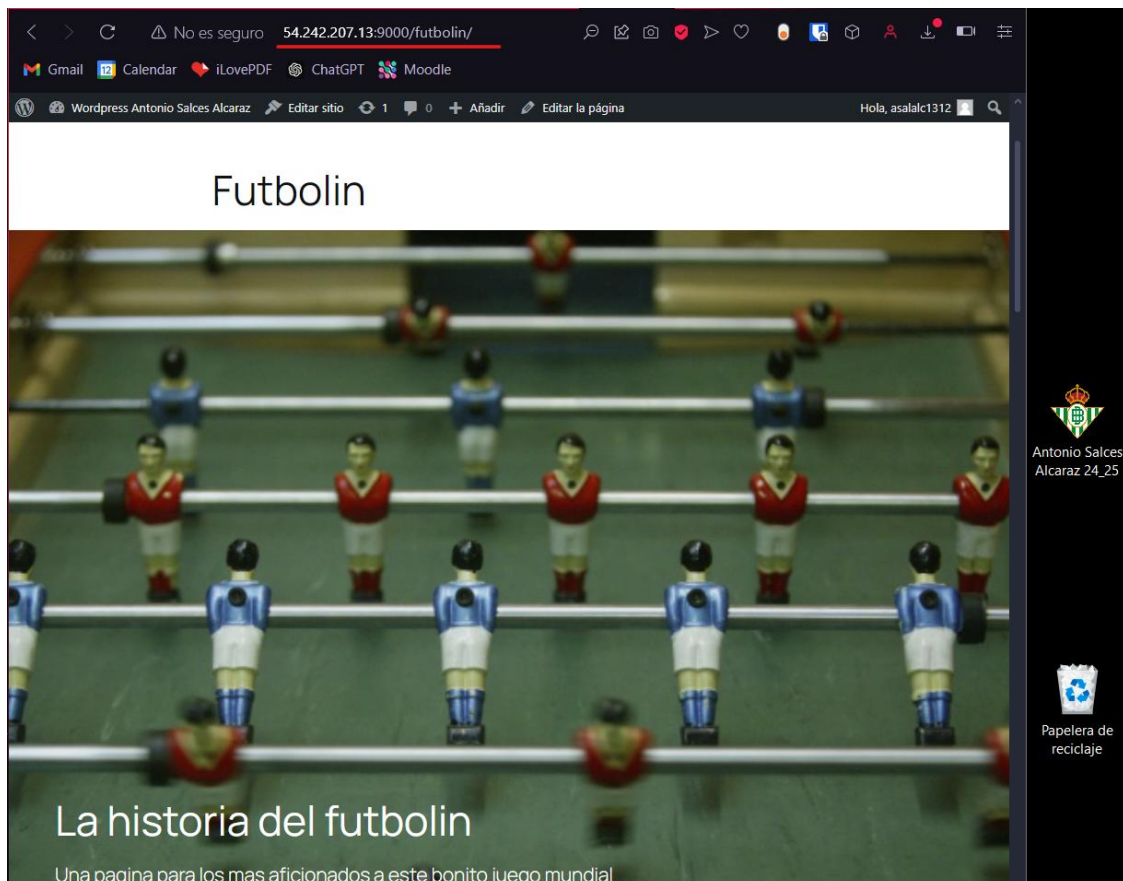 No es seguro 54.242.207.13:9000/futbolin/
Gmail 12 Calendar iLovePDF ChatGPT Moodle
Wordpress Antonio Salces Alcaraz Editar sitio 1 0 Añadir Editar la página Hola, asalalc1312
Futbolin
Antonio Salces
Alcaraz 24_25
Papelera de
reciclaje
La historia del futbolin
Una pagina para los mas aficionados a este bonito juego mundial